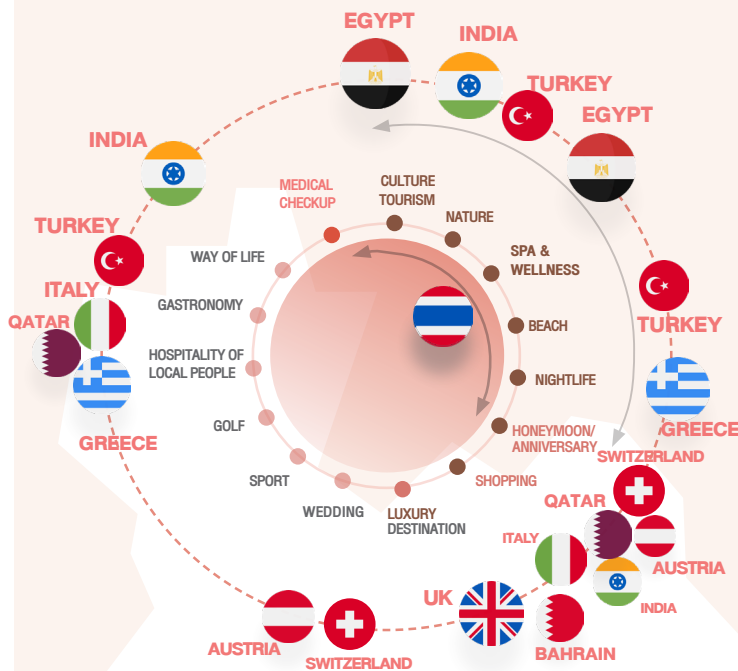 EGYPT
INDIA
TURKEY
EGYPT
INDIA
MEDICAL
CHECKUP
CULTURE
TOURISM
NATURE
TURKEY
WAY OF LIFE
SPA &
WELLNESS
ITALY
GASTRONOMY
QATAR
BEACH
TURKEY
HOSPITALITY OF
LOCAL PEOPLE
NIGHTLIFE
GREECE
GOLF
HONEYMOON/
ANNIVERSARY
GREECE
SWITZERLAND
SPORT
SHOPPING
QATAR
WEDDING
LUXURY
DESTINATION
ITALY
AUSTRIA
UK
INDIA
AUSTRIA
SWITZERLAND
BAHRAIN